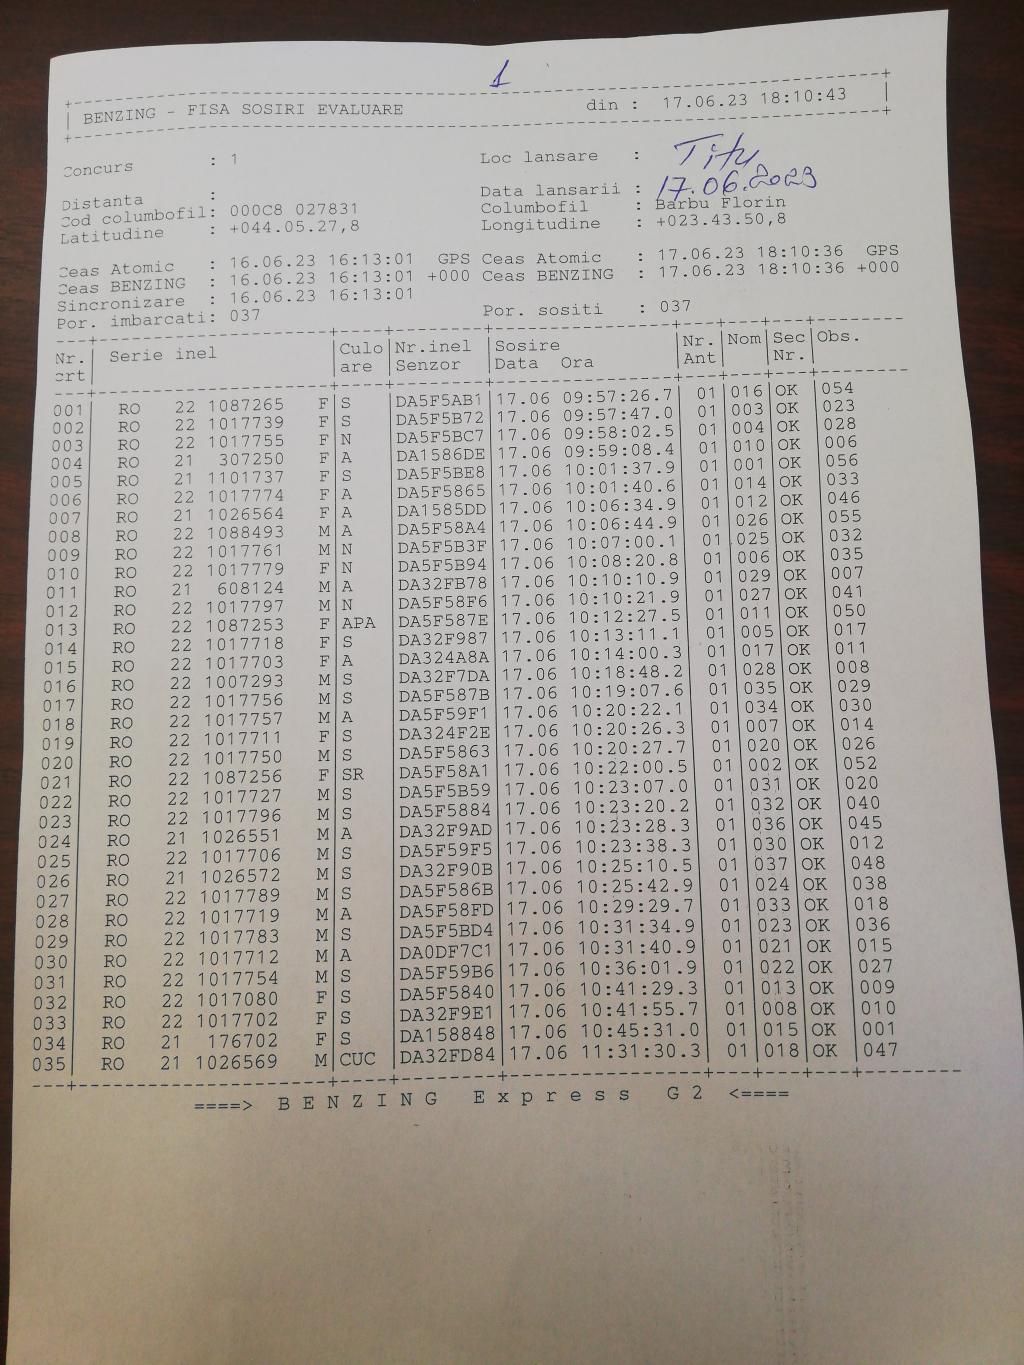 1
BENZING - FISA SOSIRI EVALUARE din : 17.06.23 18:10:43
Concurs : 1 Loc lansare : Titu
Distanta : Data lansarii : 17.06.2023
Cod columbofil: 000C8 027831 Columbofil : Barbu Florin
Latitudine : +044.05.27,8 Longitudine : +023.43.50,8
Ceas Atomic : 16.06.23 16:13:01 GPS Ceas Atomic : 17.06.23 18:10:36 GPS
Ceas BENZING : 16.06.23 16:13:01 +000 Ceas BENZING : 17.06.23 18:10:36 +000
Sincronizare : 16.06.23 16:13:01
Por. imbarcati: 037 Por. sositi : 037
Nr. Serie inel Culo Nr.inel Sosire Nr. Nom Sec Obs.
crt are Senzor Data Ora Ant Nr.
001 RO 22 1087265 F S DA5F5AB1 17.06 09:57:26.7 01 016 OK 054
002 RO 22 1017739 F S DA5F5B72 17.06 09:57:47.0 01 003 OK 023
003 RO 22 1017755 F N DA5F5BC7 17.06 09:58:02.5 01 004 OK 028
004 RO 21 307250 F A DA1586DE 17.06 09:59:08.4 01 010 OK 006
005 RO 21 1101737 F S DA5F5BE8 17.06 10:01:37.9 01 001 OK 056
006 RO 22 1017774 F A DA5F5865 17.06 10:01:40.6 01 014 OK 033
007 RO 21 1026564 F A DA1585DD 17.06 10:06:34.9 01 012 OK 046
008 RO 22 1088493 M A DA5F58A4 17.06 10:06:44.9 01 026 OK 055
009 RO 22 1017761 M N DA5F5B3F 17.06 10:07:00.1 01 025 OK 032
010 RO 22 1017779 F N DA5F5B94 17.06 10:08:20.8 01 006 OK 035
011 RO 21 608124 M A DA32FB78 17.06 10:10:10.9 01 029 OK 007
012 RO 22 1017797 M N DA5F58F6 17.06 10:10:21.9 01 027 OK 041
013 RO 22 1087253 F APA DA5F587E 17.06 10:12:27.5 01 011 OK 050
014 RO 22 1017718 F S DA32F987 17.06 10:13:11.1 01 005 OK 017
015 RO 22 1017703 F A DA324A8A 17.06 10:14:00.3 01 017 OK 011
016 RO 22 1007293 M S DA32F7DA 17.06 10:18:48.2 01 028 OK 008
017 RO 22 1017756 M S DA5F587B 17.06 10:19:07.6 01 035 OK 029
018 RO 22 1017757 M A DA5F59F1 17.06 10:20:22.1 01 034 OK 030
019 RO 22 1017711 F S DA324F2E 17.06 10:20:26.3 01 007 OK 014
020 RO 22 1017750 M S DA5F5863 17.06 10:20:27.7 01 020 OK 026
021 RO 22 1087256 F SR DA5F58A1 17.06 10:22:00.5 01 002 OK 052
022 RO 22 1017727 M S DA5F5B59 17.06 10:23:07.0 01 031 OK 020
023 RO 22 1017796 M S DA5F5884 17.06 10:23:20.2 01 032 OK 040
024 RO 21 1026551 M A DA32F9AD 17.06 10:23:28.3 01 036 OK 045
025 RO 22 1017706 M S DA5F59F5 17.06 10:23:38.3 01 030 OK 012
026 RO 21 1026572 M S DA32F90B 17.06 10:25:10.5 01 037 OK 048
027 RO 22 1017789 M S DA5F586B 17.06 10:25:42.9 01 024 OK 038
028 RO 22 1017719 M A DA5F58FD 17.06 10:29:29.7 01 033 OK 018
029 RO 22 1017783 M S DA5F5BD4 17.06 10:31:34.9 01 023 OK 036
030 RO 22 1017712 M A DA0DF7C1 17.06 10:31:40.9 01 021 OK 015
031 RO 22 1017754 M S DA5F59B6 17.06 10:36:01.9 01 022 OK 027
032 RO 22 1017080 F S DA5F5840 17.06 10:41:29.3 01 013 OK 009
033 RO 22 1017702 F S DA32F9E1 17.06 10:41:55.7 01 008 OK 010
034 RO 21 176702 F S DA158848 17.06 10:45:31.0 01 015 OK 001
035 RO 21 1026569 M CUC DA32FD84 17.06 11:31:30.3 01 018 OK 047
====> B E N Z I N G E x p r e s s G 2 <====